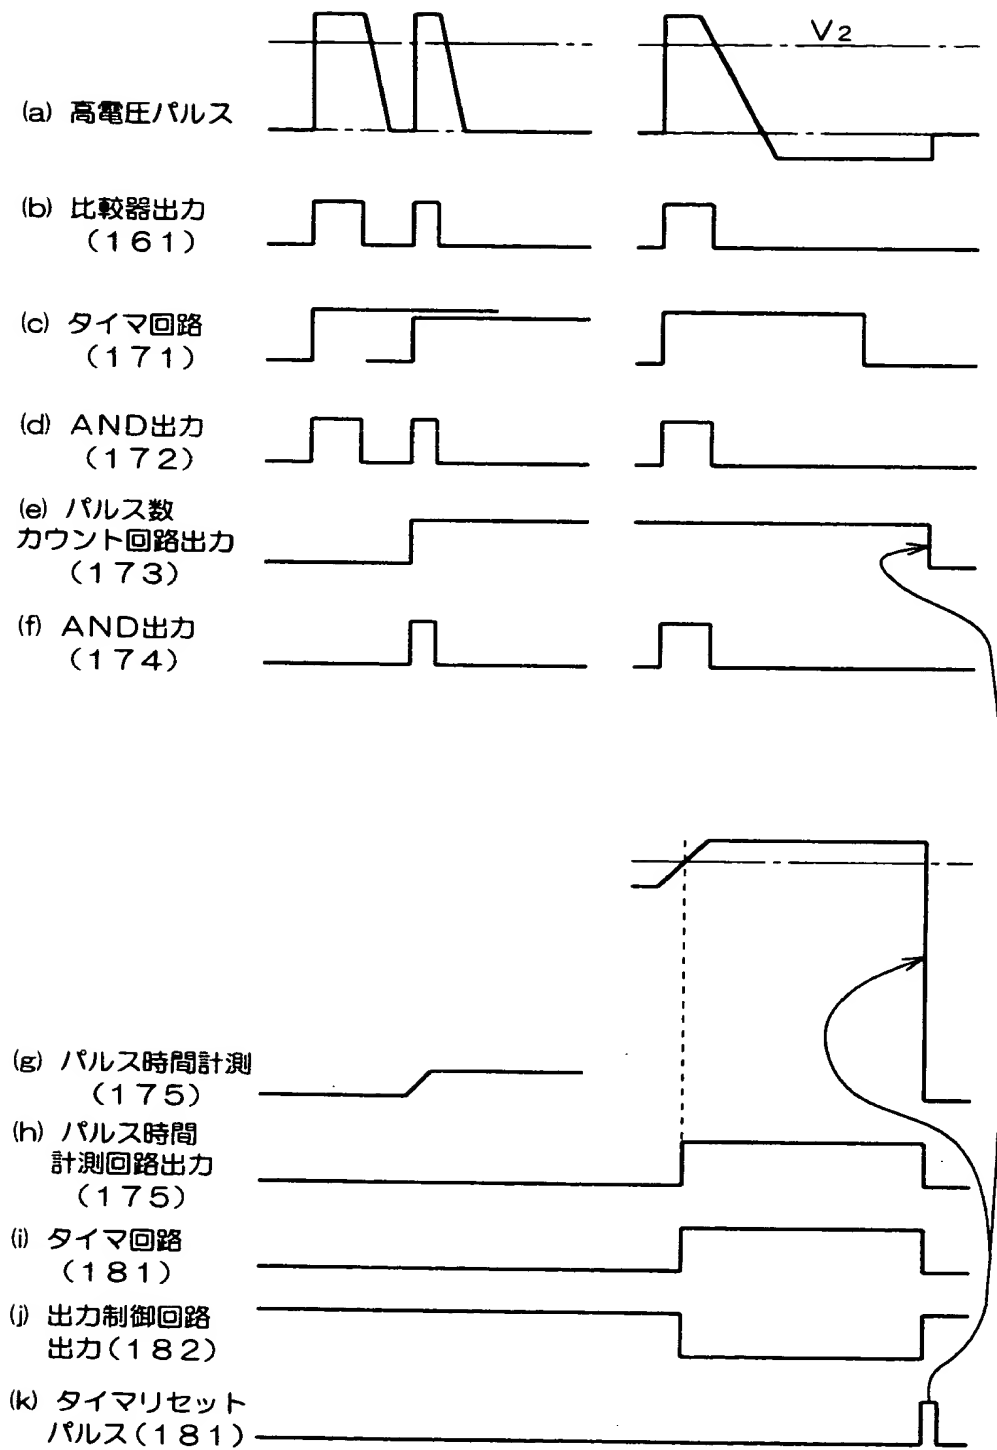 V2
(a) 高電圧パルス
(b) 比較器出力
(161)
(c) タイマ回路
(171)
(d) AND出力
(172)
(e) パルス数
カウント回路出力
(173)
(f) AND出力
(174)
(g) パルス時間計測
(175)
(h) パルス時間
計測回路出力
(175)
(i) タイマ回路
(181)
(j) 出力制御回路
出力(182)
(k) タイマリセット
パルス(181)